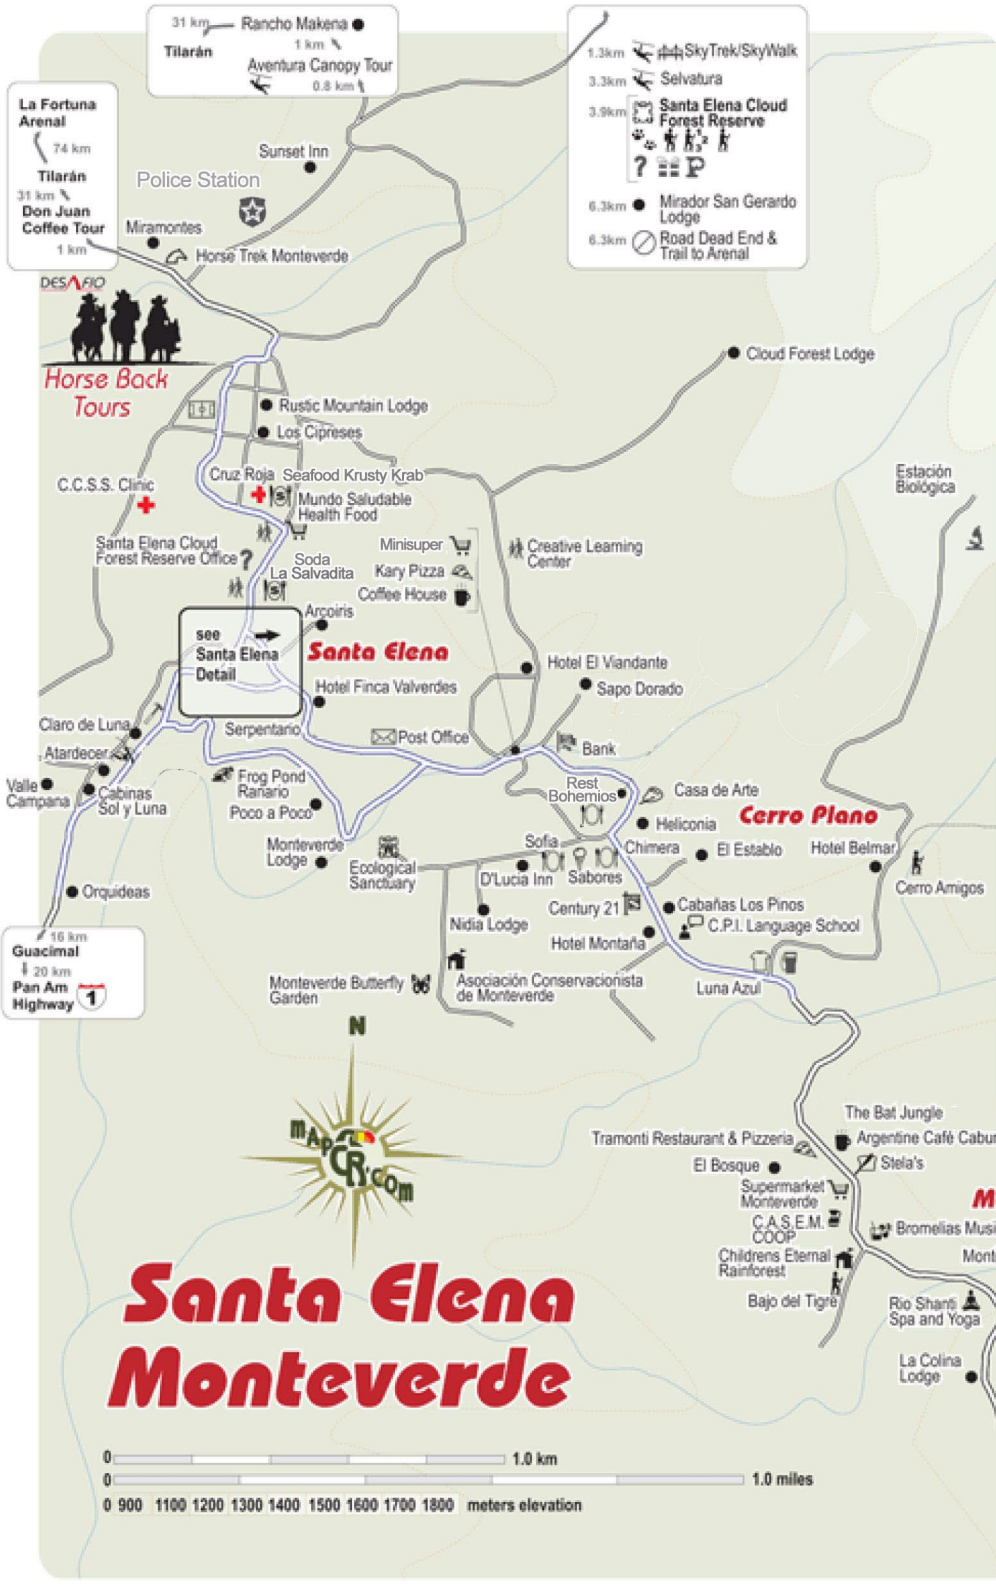 31 km
Rancho Makena
Tilarán
1 km
Aventura Canopy Tour
0.8 km
1.3km
SkyTrek/SkyWalk
3.3km
Selvatura
3.9km
Santa Elena Cloud
Forest Reserve
6.3km
Mirador San Gerardo
Lodge
6.3km
Road Dead End &
Trail to Arenal
La Fortuna
Arenal
74 km
Tilarán
31 km
Don Juan
Coffee Tour
1 km
Sunset Inn
Police Station
Miramontes
Horse Trek Monteverde
DESAFIO
Horse Back
Tours
Cloud Forest Lodge
Rustic Mountain Lodge
Los Cipreses
C.C.S.S. Clinic
Cruz Roja
Seafood Krusty Krab
Mundo Saludable
Health Food
Estación
Biológica
Santa Elena Cloud
Forest Reserve Office
Soda
La Salvadita
Minisuper
Kary Pizza
Coffee House
Creative Learning
Center
Arcoiris
see
Santa Elena
Detail
Santa Elena
Hotel El Viandante
Sapo Dorado
Hotel Finca Valverdes
Claro de Luna
Serpentario
Post Office
Bank
Atardecer
Valle
Campana
Cabinas
Sol y Luna
Frog Pond
Ranario
Poco a Poco
Rest
Bohemios
Casa de Arte
Heliconia
Cerro Plano
Monteverde
Lodge
Ecological
Sanctuary
Sofia
Chimera
El Establo
Hotel Belmar
D'Lucia Inn
Sabores
Cerro Amigos
Orquideas
Century 21
Cabañas Los Pinos
Nidia Lodge
C.P.I. Language School
Hotel Montaña
16 km
Guacimal
20 km
Pan Am
Highway
1
Monteverde Butterfly
Garden
Asociación Conservacionista
de Monteverde
Luna Azul
N
mapCR.com
The Bat Jungle
Tramonti Restaurant & Pizzeria
Argentine Café Cabur
El Bosque
Stela's
Supermarket
Monteverde
M
C.A.S.E.M.
COOP
Bromelias Musi
Childrens Eternal
Rainforest
Mont
Bajo del Tigre
Rio Shanti
Spa and Yoga
La Colina
Lodge
Santa Elena
Monteverde
0 1.0 km
0 1.0 miles
0 900 1100 1200 1300 1400 1500 1600 1700 1800 meters elevation